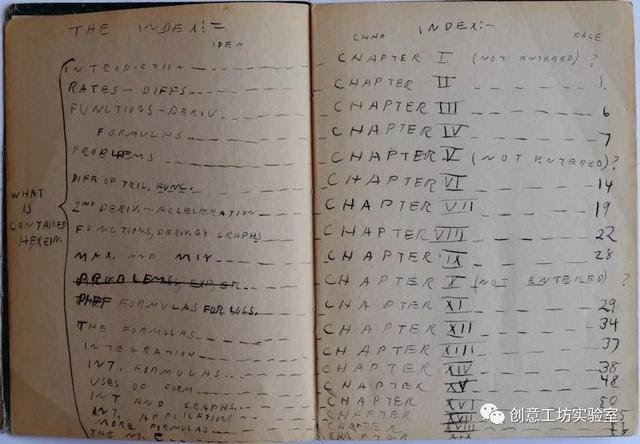 THE INDEX:=
IDEA
INTRODUCTION
RATES - DIFFS
FUNCTIONS - DERIV
FORMULAS
PROBLEMS
DIFF OF TRIG. FUNC.
2ND DERIV. - ACCELERATION
FUNCTIONS, DERIV. BY GRAPHS
MAX. AND MIN
PROBLEMS,
DIFF FORMULAS FOR LOGS.
THE FORMULAS
INTEGRATION
INT. FORMULAS
USES OF FORM
INT AND GRAPHS
INT. APPLICATIONS
MORE FORMULAS
THE
WHAT
IS
CONTAINED
HEREIN.
INDEX:-
CHAP PAGE
CHAPTER I (NOT ENTERED) ?
CHAPTER II 1.
CHAPTER III 6
CHAPTER IV 7
CHAPTER V (NOT ENTERED) ?
CHAPTER VI 14
CHAPTER VII 19
CHAPTER VIII 22
CHAPTER IX 28
CHAPTER X (NOT ENTERED) ?
CHAPTER XI 29
CHAPTER XII 34
CHAPTER XIII 37
CHAPTER XIV 38
CHAPTER XV 48
CHAPTER XVI 50
CHAPTER XVII
CHAPTER XVIII
CHAPTER XIX
创意工坊实验室